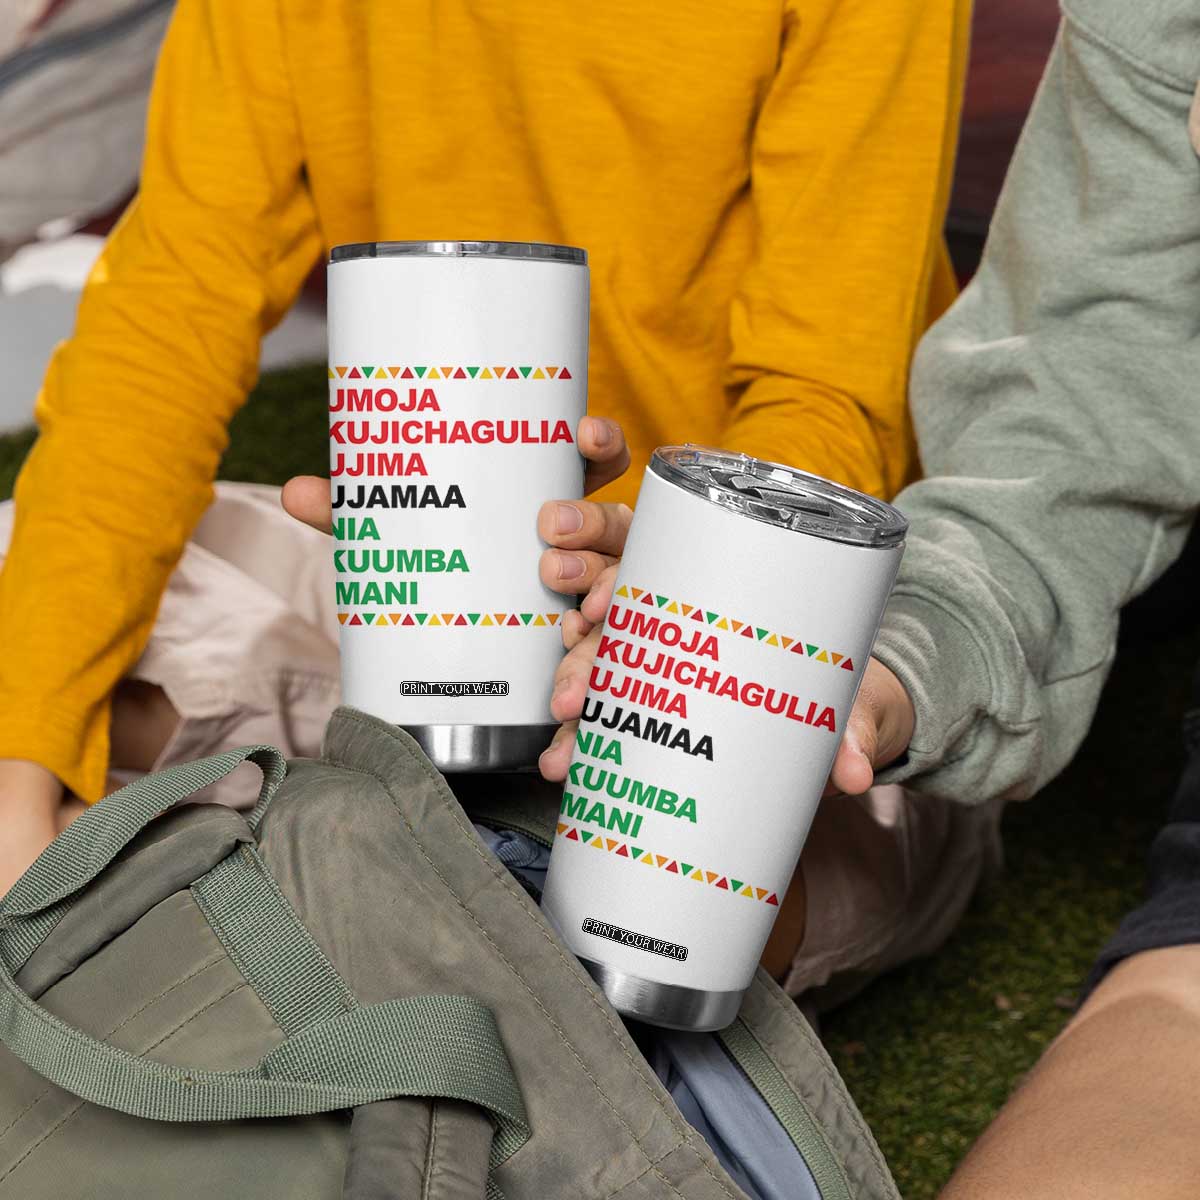 UMOJA
KUJICHAGULIA
UJIMA
UJAMAA
NIA
KUUMBA
IMANI
PRINT YOUR WEAR
UMOJA
KUJICHAGULIA
UJIMA
UJAMAA
NIA
KUUMBA
IMANI
PRINT YOUR WEAR